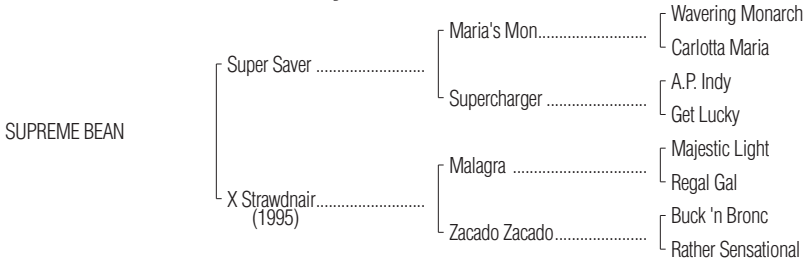 Wavering Monarch
Maria's Mon..........................
Carlotta Maria
Super Saver ..........................
A.P. Indy
Supercharger ........................
Get Lucky
SUPREME BEAN
Majestic Light
Malagra ................................
Regal Gal
X Strawdnair..........................
(1995)
Buck 'n Bronc
Zacado Zacado......................
Rather Sensational